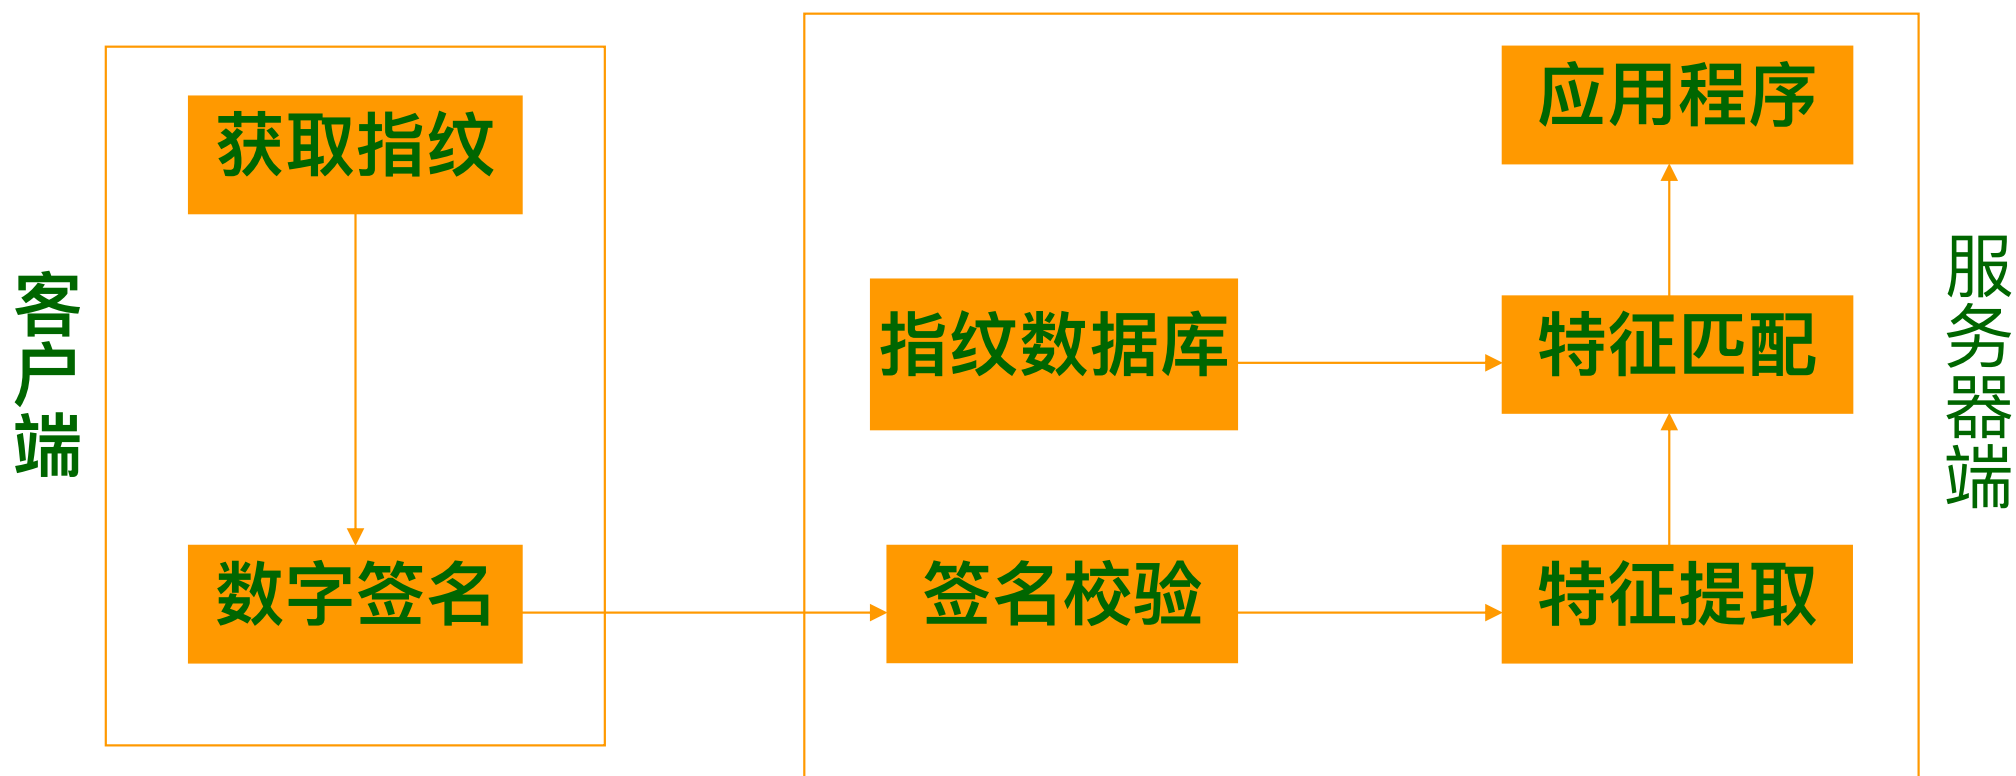 客户端
获取指纹
数字签名
应用程序
指纹数据库
特征匹配
签名校验
特征提取
服务器端